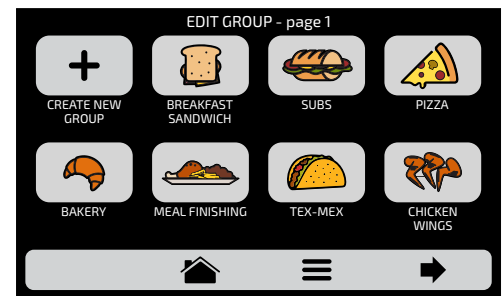 EDIT GROUP - page 1
CREATE NEW
GROUP
BREAKFAST
SANDWICH
SUBS
PIZZA
BAKERY
MEAL FINISHING
TEX-MEX
CHICKEN
WINGS